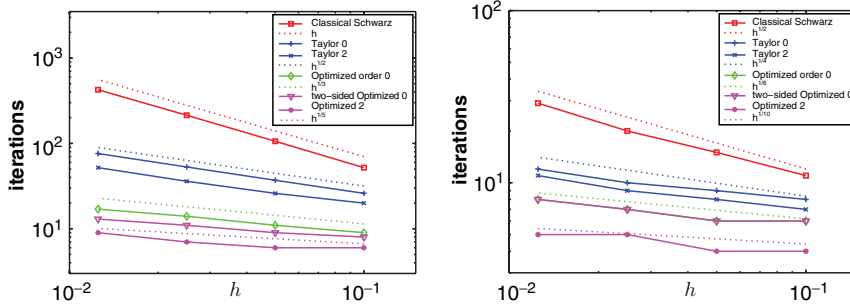 Classical Schwarz
h
Taylor 0
Taylor 2
h^{1/2}
Optimized order 0
h^{1/3}
two-sided Optimized 0
Optimized 2
h^{1/5}
10^3
10^2
10^1
iterations
10^{-2}
h
10^{-1}
Classical Schwarz
h^{1/2}
Taylor 0
Taylor 2
h^{1/4}
Optimized order 0
h^{1/6}
two-sided Optimized 0
Optimized 2
h^{1/10}
10^2
10^1
iterations
10^{-2}
h
10^{-1}